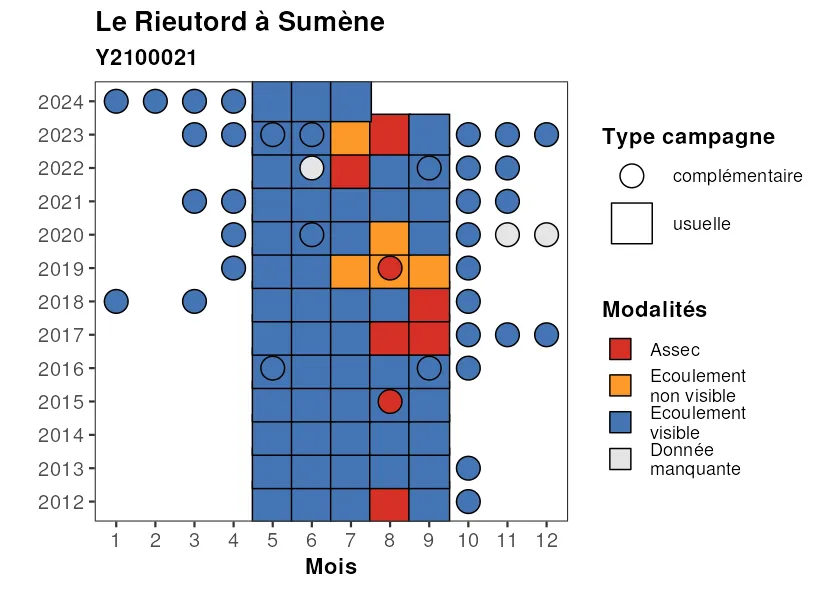 Le Rieutord à Sumène
Y2100021
2024
2023
2022
2021
2020
2019
2018
2017
2016
2015
2014
2013
2012
1 2 3 4 5 6 7 8 9 10 11 12
Mois
Type campagne
complémentaire
usuelle
Modalités
Assec
Ecoulement
non visible
Ecoulement
visible
Donnée
manquante